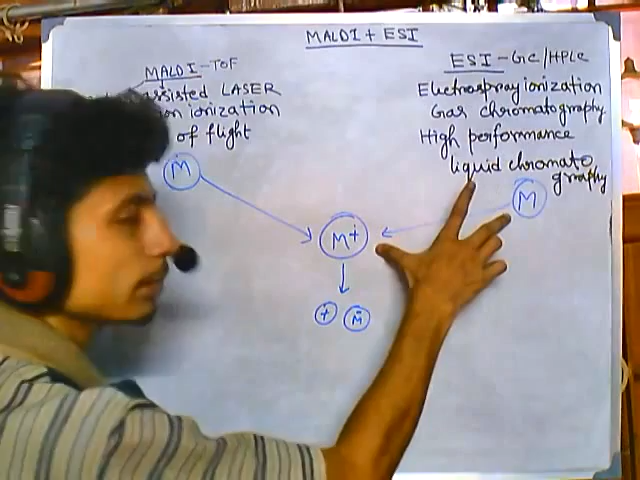 MALDI + ESI
MALDI - TOF
assisted LASER
ion ionization
of flight
ESI - GC/HPLC
Electrospray ionization
Gas chromatography
High performance
liquid chromato
graphy
M
M
M+
+
M